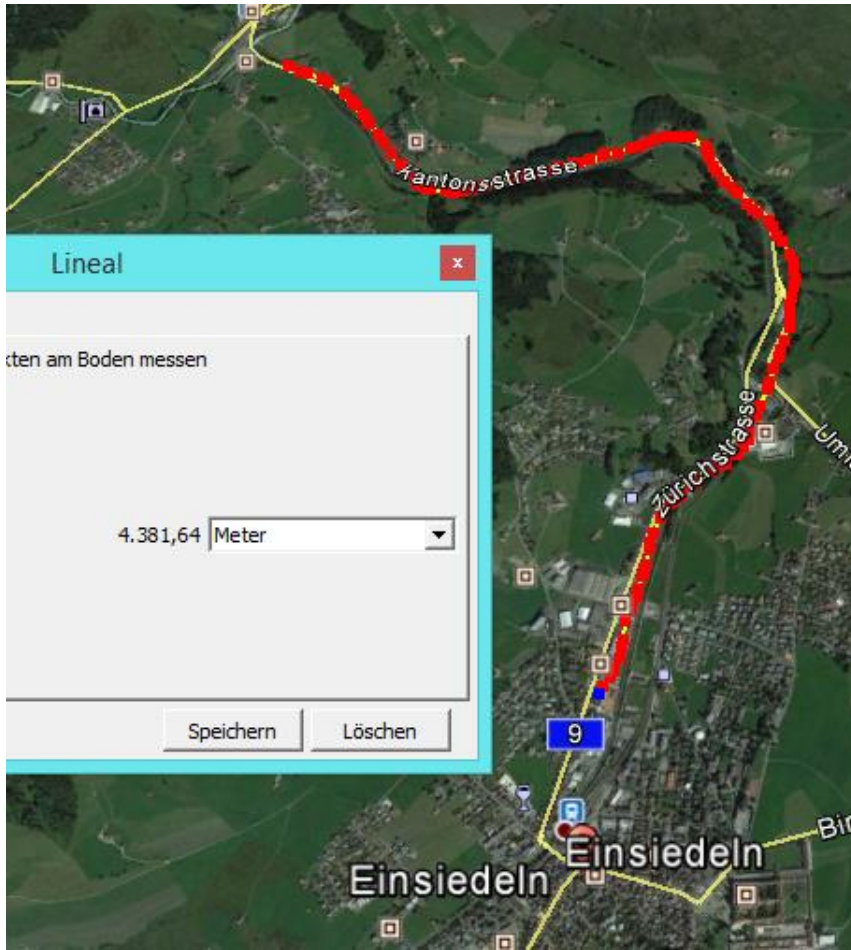 Kantonsstrasse
Lineal
x
kten am Boden messen
Zürichstrasse
Umf
4.381,64 Meter
Speichern Löschen
9
Bir
Einsiedeln
Einsiedeln